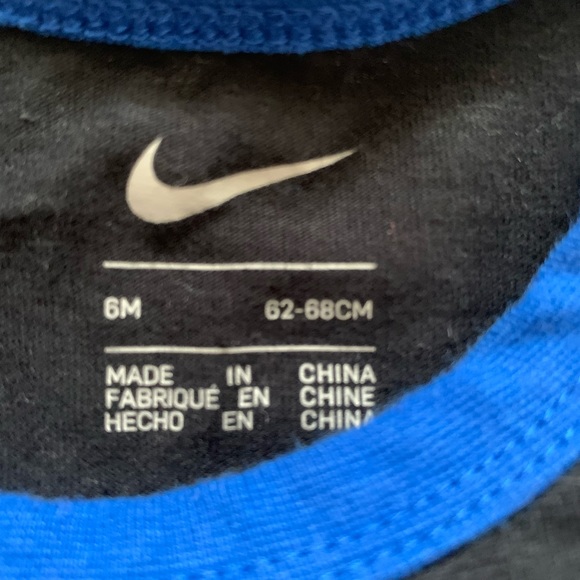 6M 62-68CM
MADE IN CHINA
FABRIQUÉ EN CHINE
HECHO EN CHINA